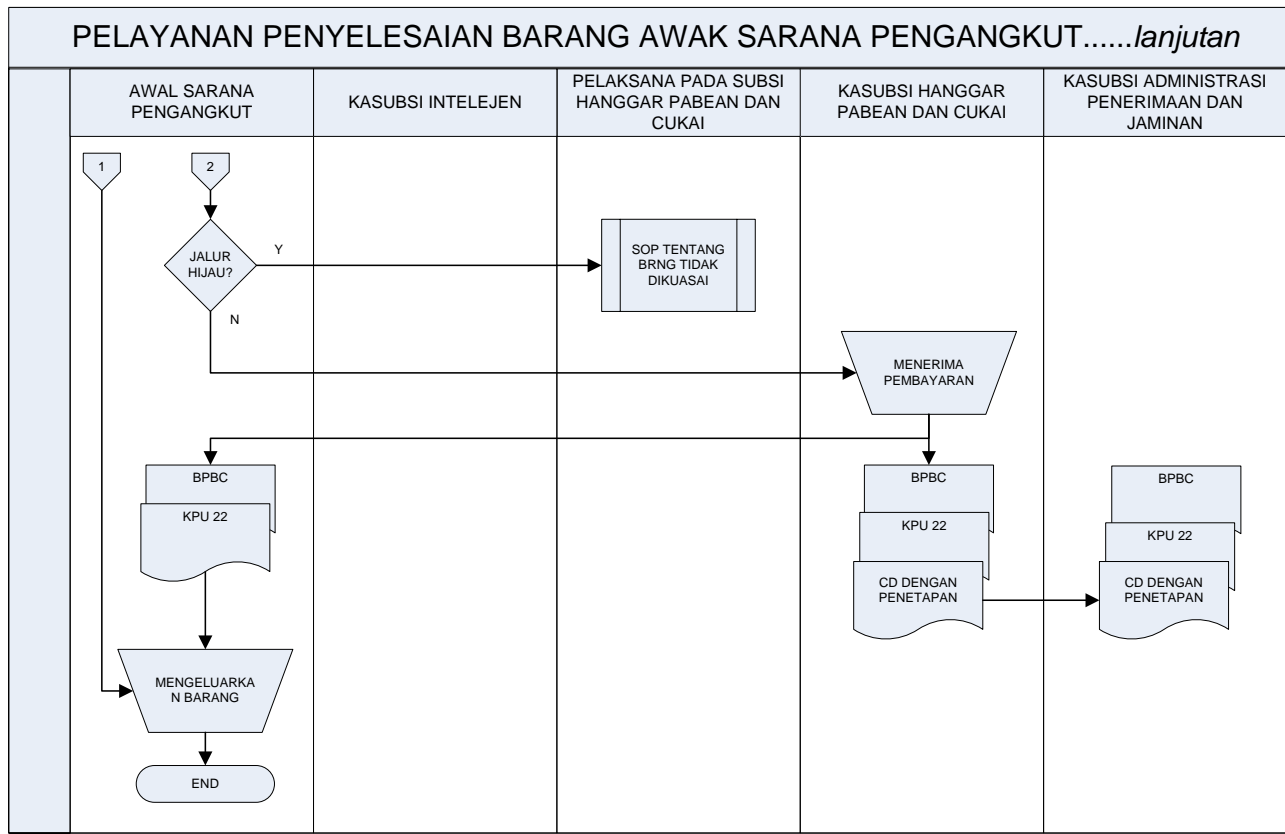 PELAYANAN PENYELESAIAN BARANG AWAK SARANA PENGANGKUT......lanjutan
AWAL SARANA
PENGANGKUT
KASUBSI INTELEJEN
PELAKSANA PADA SUBSI
HANGGAR PABEAN DAN
CUKAI
KASUBSI HANGGAR
PABEAN DAN CUKAI
KASUBSI ADMINISTRASI
PENERIMAAN DAN
JAMINAN
1
2
JALUR
HIJAU?
Y
N
SOP TENTANG
BRNG TIDAK
DIKUASAI
MENERIMA
PEMBAYARAN
BPBC
KPU 22
BPBC
KPU 22
CD DENGAN
PENETAPAN
BPBC
KPU 22
CD DENGAN
PENETAPAN
MENGELUARKA
N BARANG
END